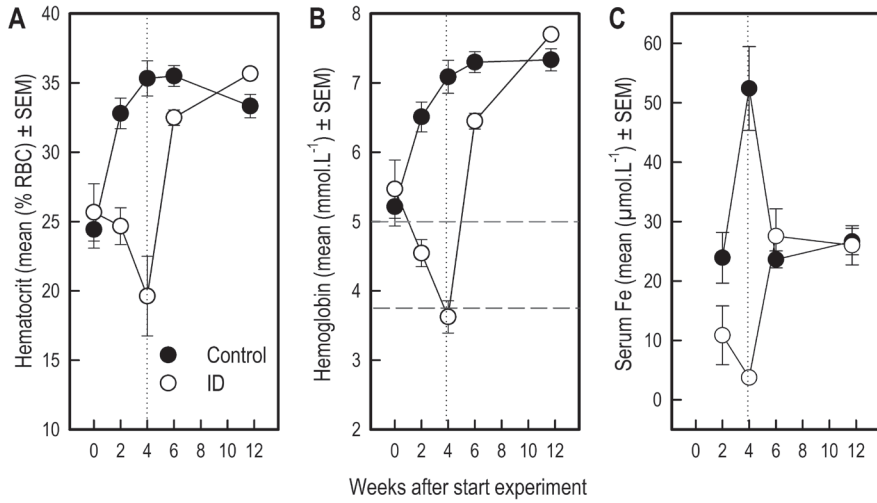 A
Hematocrit (mean (% RBC) ± SEM)
40
35
30
25
20
15
10
0 2 4 6 8 10 12
Control
ID
B
Hemoglobin (mean (mmol.L⁻¹) ± SEM)
8
7
6
5
4
3
2
0 2 4 6 8 10 12
C
Serum Fe (mean (µmol.L⁻¹) ± SEM)
60
50
40
30
20
10
0
0 2 4 6 8 10 12
Weeks after start experiment